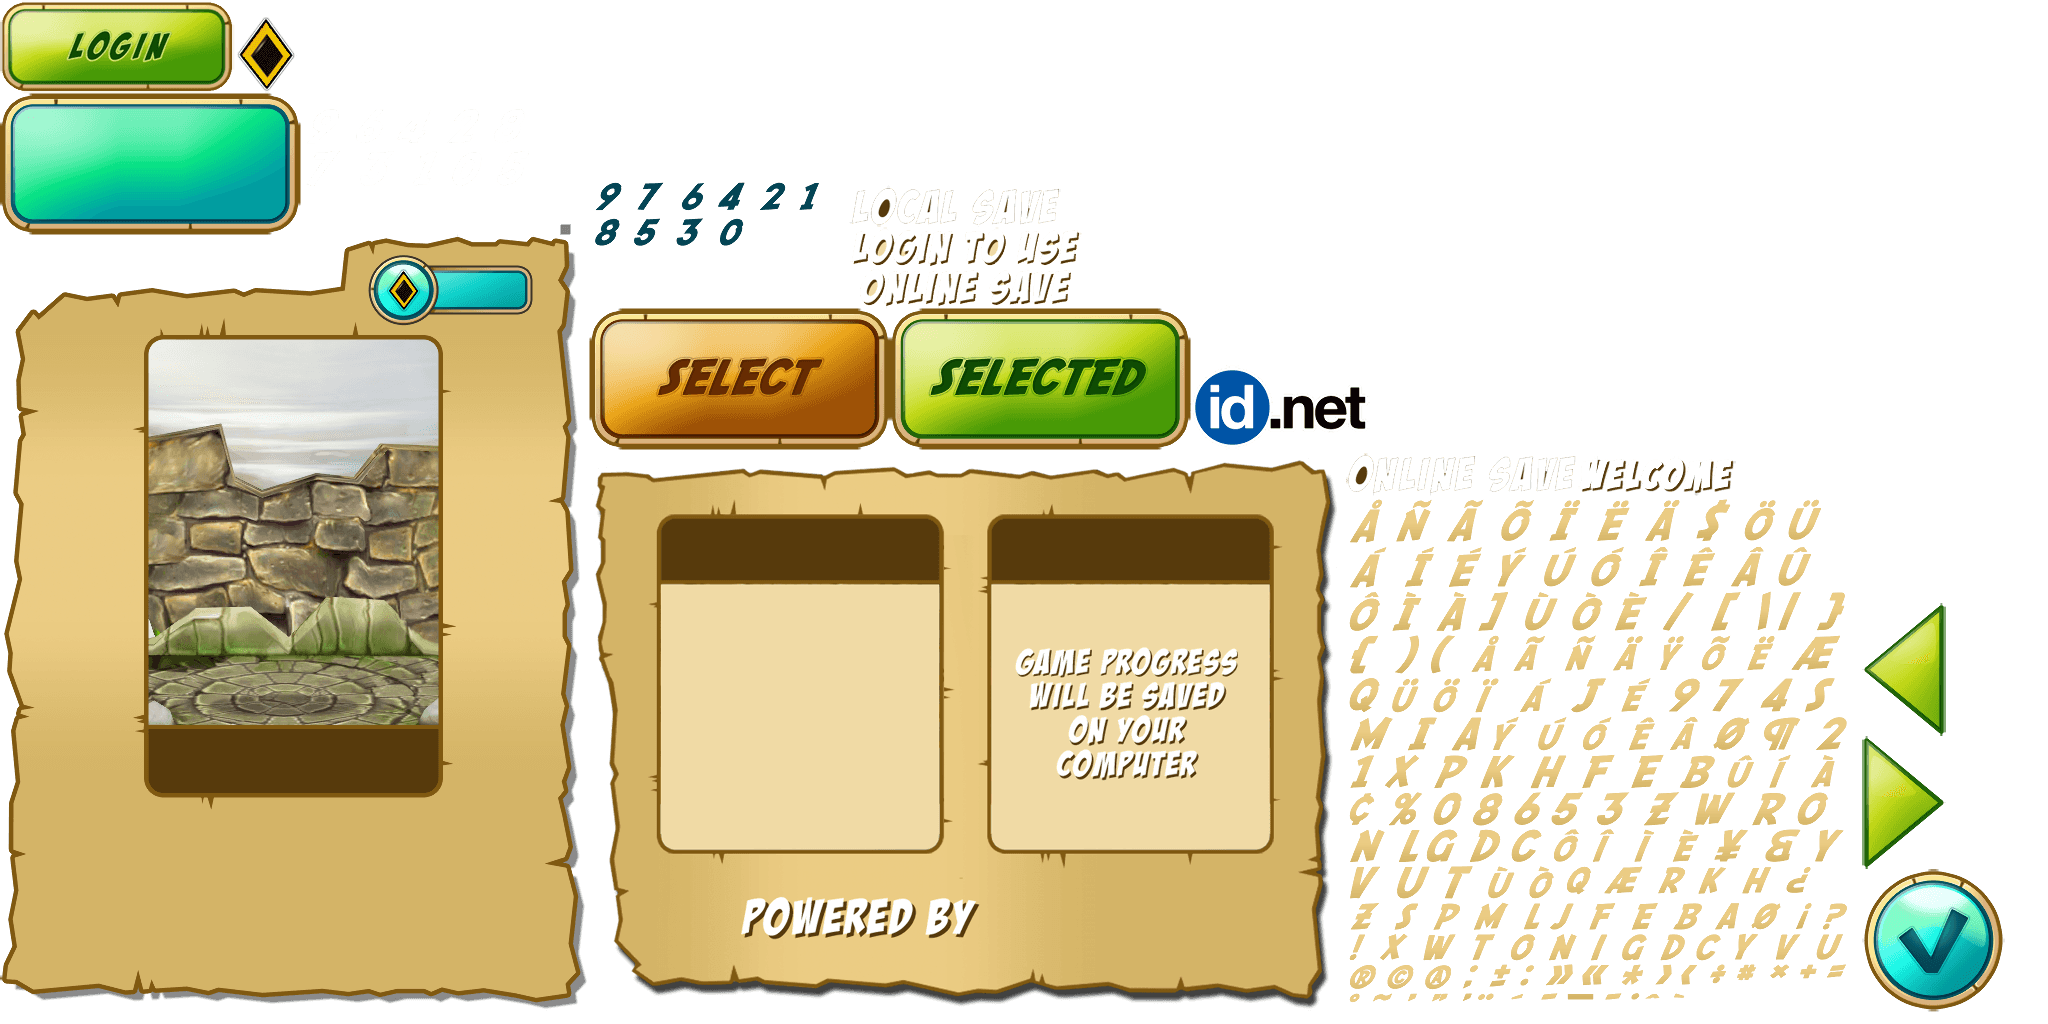 LOGIN
9 7 6 4 2 1
8 5 3 0
LOCAL SAVE
LOGIN TO USE
ONLINE SAVE
SELECT
SELECTED
id.net
ONLINE SAVE WELCOME
Å Ñ Ã Õ Ï Ë Ä $ Ö Ü
Á Í É Ý Ú Ó Î Ê Â Û
Ô Ì À ] Ù Ò È / [ \ | }
{ ) ( Å Ã Ñ Ä Ÿ Õ Ë Æ
Q Ü Ö Ï Á J É 9 7 4 S
M I A Ý Ú Ó Ê Â Ø ¶ 2
1 X P K H F E B Û Í À
¢ % 0 8 6 5 3 Z W R O
N L G D C Ô Î Ì È ¥ & Y
V U T Ù Ò Q Æ R K H ¿
Z S P M L J F E B A Ø ¡ ?
! X W T O N I G D C Y V U
® © @ ; ± : » « * › ‹ ÷ # × + =
GAME PROGRESS
WILL BE SAVED
ON YOUR
COMPUTER
POWERED BY